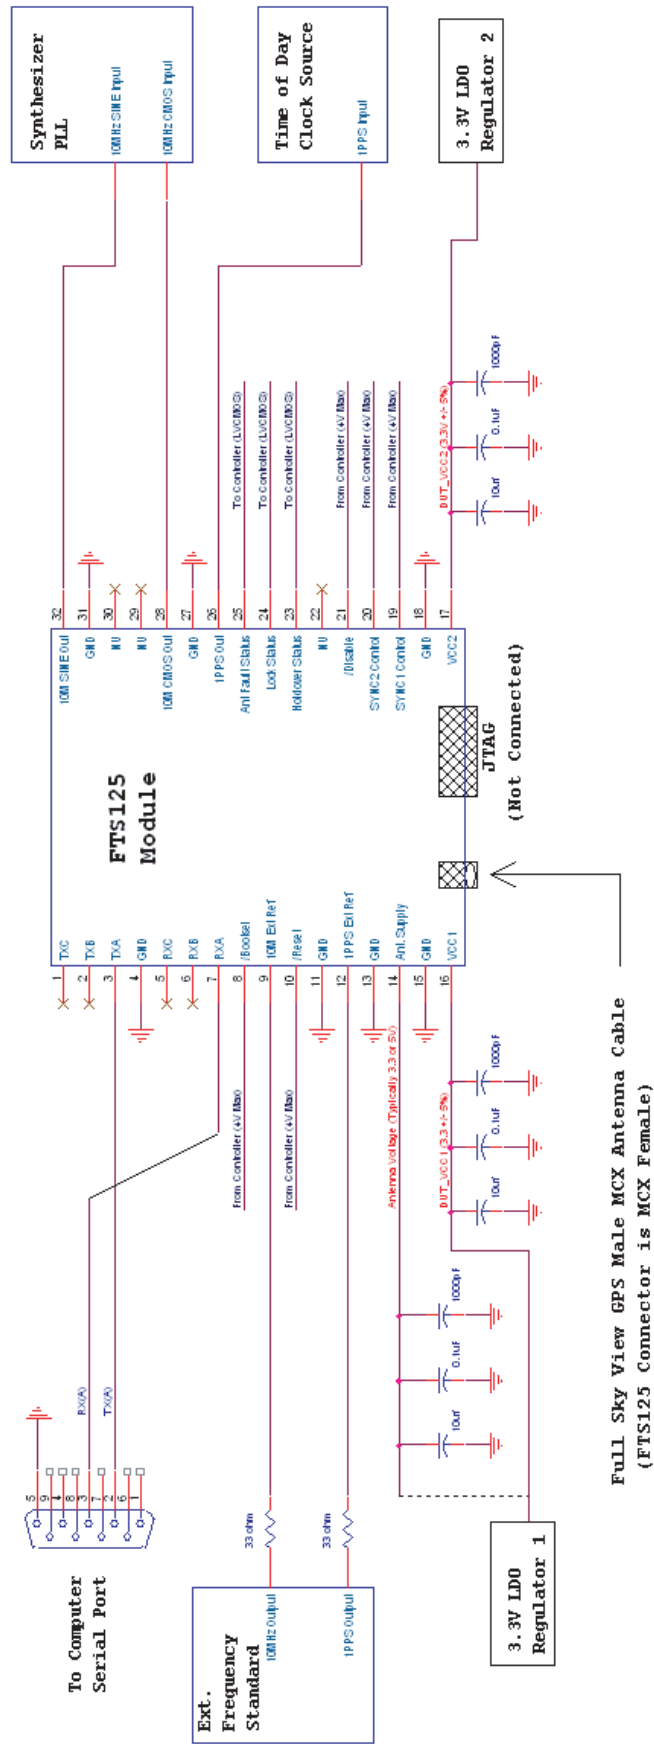 To Computer
Serial Port
5
9
4
8
3
7
2
6
1
RX(A)
TX(A)
Ext.
Frequency
Standard
10MHz Output
1PPS Output
33 ohm
33 ohm
3.3V LDO
Regulator 1
From Controller (4V Max)
From Controller (4V Max)
Antenna Voltage (Typically 3.3 or 5V)
10uf
0.1uF
1000pF
DUT_VCC1 (3.3 +/- 5%)
10uf
0.1uF
1000pF
1 TXC
2 TXB
3 TXA
4 GND
5 RXC
6 RXB
7 RXA
8 /Bootsel
9 10M Ext Ref
10 /Reset
11 GND
12 1PPS Ext Ref
13 GND
14 Ant. Supply
15 GND
16 VCC1
FTS125
Module
JTAG
(Not Connected)
32 10M SINE Out
31 GND
30 NU
29 NU
28 10M CMOS Out
27 GND
26 1PPS Out
25 Ant Fault Status
24 Lock Status
23 Holdover Status
22 NU
21 /Disable
20 SYNC2 Control
19 SYNC1 Control
18 GND
17 VCC2
To Controller (LVCMOS)
To Controller (LVCMOS)
To Controller (LVCMOS)
From Controller (4V Max)
From Controller (4V Max)
From Controller (4V Max)
DUT_VCC2 (3.3V +/- 5%)
10uf
0.1uF
1000pF
Synthesizer
PLL
10MHz SINE Input
10MHz CMOS Input
Time of Day
Clock Source
1PPS Input
3.3V LDO
Regulator 2
Full Sky View GPS Male MCX Antenna Cable
(FTS125 Connector is MCX Female)